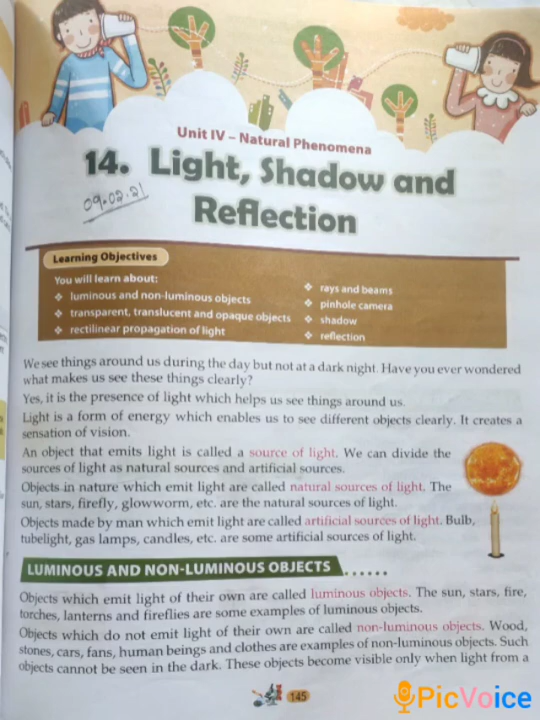 Unit IV – Natural Phenomena
14. Light, Shadow and
Reflection
09.02.21
Learning Objectives
You will learn about:
❖ luminous and non-luminous objects
❖ transparent, translucent and opaque objects
❖ rectilinear propagation of light
❖ rays and beams
❖ pinhole camera
❖ shadow
❖ reflection
We see things around us during the day but not at a dark night. Have you ever wondered
what makes us see these things clearly?
Yes, it is the presence of light which helps us see things around us.
Light is a form of energy which enables us to see different objects clearly. It creates a
sensation of vision.
An object that emits light is called a source of light. We can divide the
sources of light as natural sources and artificial sources.
Objects in nature which emit light are called natural sources of light. The
sun, stars, firefly, glowworm, etc. are the natural sources of light.
Objects made by man which emit light are called artificial sources of light. Bulb,
tubelight, gas lamps, candles, etc. are some artificial sources of light.
LUMINOUS AND NON-LUMINOUS OBJECTS ......
Objects which emit light of their own are called luminous objects. The sun, stars, fire,
torches, lanterns and fireflies are some examples of luminous objects.
Objects which do not emit light of their own are called non-luminous objects. Wood,
stones, cars, fans, human beings and clothes are examples of non-luminous objects. Such
objects cannot be seen in the dark. These objects become visible only when light from a
145
PicVoice